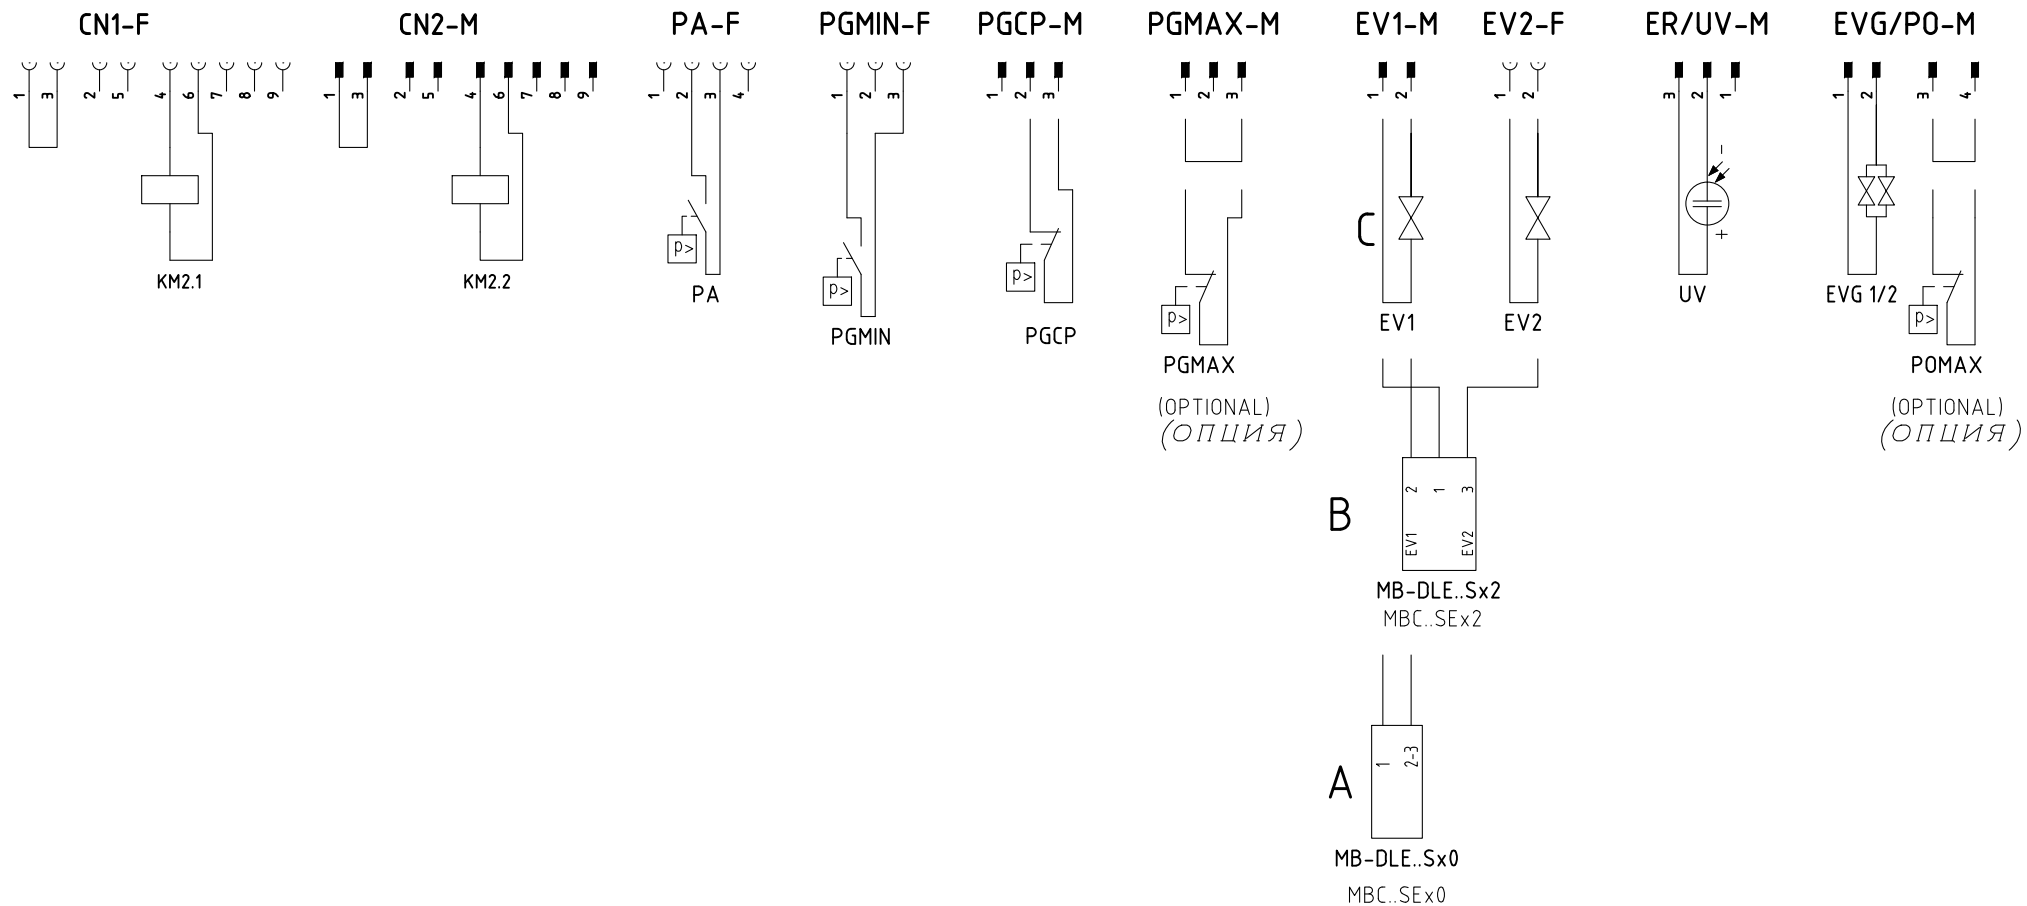 CN1-F CN2-M PA-F PGMIN-F PGCP-M PGMAX-M EV1-M EV2-F ER/UV-M EVG/PO-M
1 3 2 5 4 6 7 8 9 1 3 2 5 4 6 7 8 9 1 2 3 4 1 2 3 1 2 3 1 2 3 1 2 1 2 3 2 1 1 2 3 4
-
C
+
p> p> p> p> p>
KM2.1 KM2.2 PA UV EVG 1/2
PGMIN PGCP EV1 EV2
PGMAX POMAX
(OPTIONAL) (OPTIONAL)
(ОПЦИЯ) (ОПЦИЯ)
2 1 3
B
EV1 EV2
MB-DLE..Sx2
MBC..SEx2
1 2-3
A
MB-DLE..Sx0
MBC..SEx0